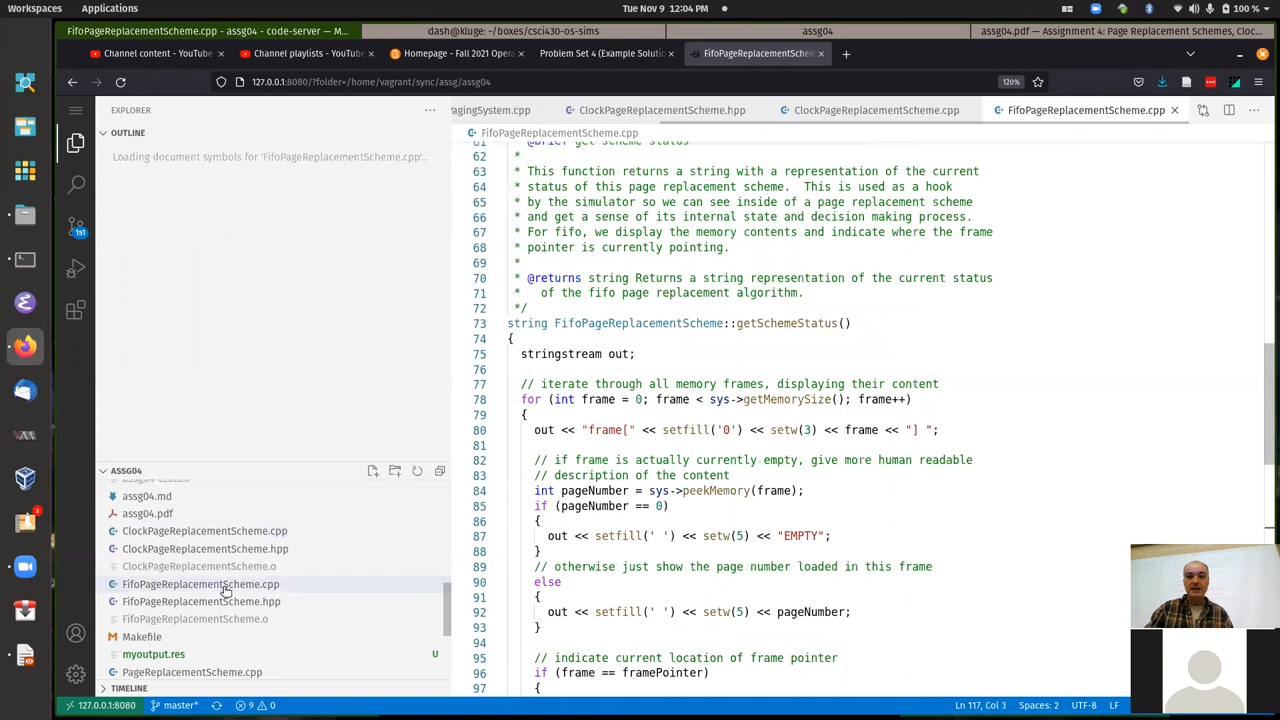 Workspaces
Applications
Tue Nov 9 12:04 PM
100 %
FifoPageReplacementScheme.cpp - assg04 - code-server — M…
dash@kluge: ~/boxes/csci430-os-sims
assg04
assg04.pdf — Assignment 4: Page Replacement Schemes, Cloc…
Channel content - YouTube
Channel playlists - YouTube
Homepage - Fall 2021 Opera
Problem Set 4 (Example Solutio
FifoPageReplacementSchem
127.0.0.1:8080/?folder=/home/vagrant/sync/assg/assg04
120%
EXPLORER
agingSystem.cpp
ClockPageReplacementScheme.hpp
ClockPageReplacementScheme.cpp
FifoPageReplacementScheme.cpp
OUTLINE
Loading document symbols for 'FifoPageReplacementScheme.cpp'...
FifoPageReplacementScheme.cpp
61 * @brief get scheme status
62 *
63 * This function returns a string with a representation of the current
64 * status of this page replacement scheme.  This is used as a hook
65 * by the simulator so we can see inside of a page replacement scheme
66 * and get a sense of its internal state and decision making process.
67 * For fifo, we display the memory contents and indicate where the frame
68 * pointer is currently pointing.
69 *
70 * @returns string Returns a string representation of the current status
71 *   of the fifo page replacement algorithm.
72 */
73 string FifoPageReplacementScheme::getSchemeStatus()
74 {
75   stringstream out;
76
77   // iterate through all memory frames, displaying their content
78   for (int frame = 0; frame < sys->getMemorySize(); frame++)
79   {
80     out << "frame[" << setfill('0') << setw(3) << frame << "] ";
81
82     // if frame is actually currently empty, give more human readable
83     // description of the content
84     int pageNumber = sys->peekMemory(frame);
85     if (pageNumber == 0)
86     {
87       out << setfill(' ') << setw(5) << "EMPTY";
88     }
89     // otherwise just show the page number loaded in this frame
90     else
91     {
92       out << setfill(' ') << setw(5) << pageNumber;
93     }
94
95     // indicate current location of frame pointer
96     if (frame == framePointer)
97     {
151
ASSG04
assg04-tests.o
assg04.md
assg04.pdf
ClockPageReplacementScheme.cpp
ClockPageReplacementScheme.hpp
ClockPageReplacementScheme.o
FifoPageReplacementScheme.cpp
FifoPageReplacementScheme.hpp
FifoPageReplacementScheme.o
Makefile
myoutput.res U
PageReplacementScheme.cpp
TIMELINE
2
127.0.0.1:8080
master*
9
0
Ln 117, Col 3
Spaces: 2
UTF-8
LF